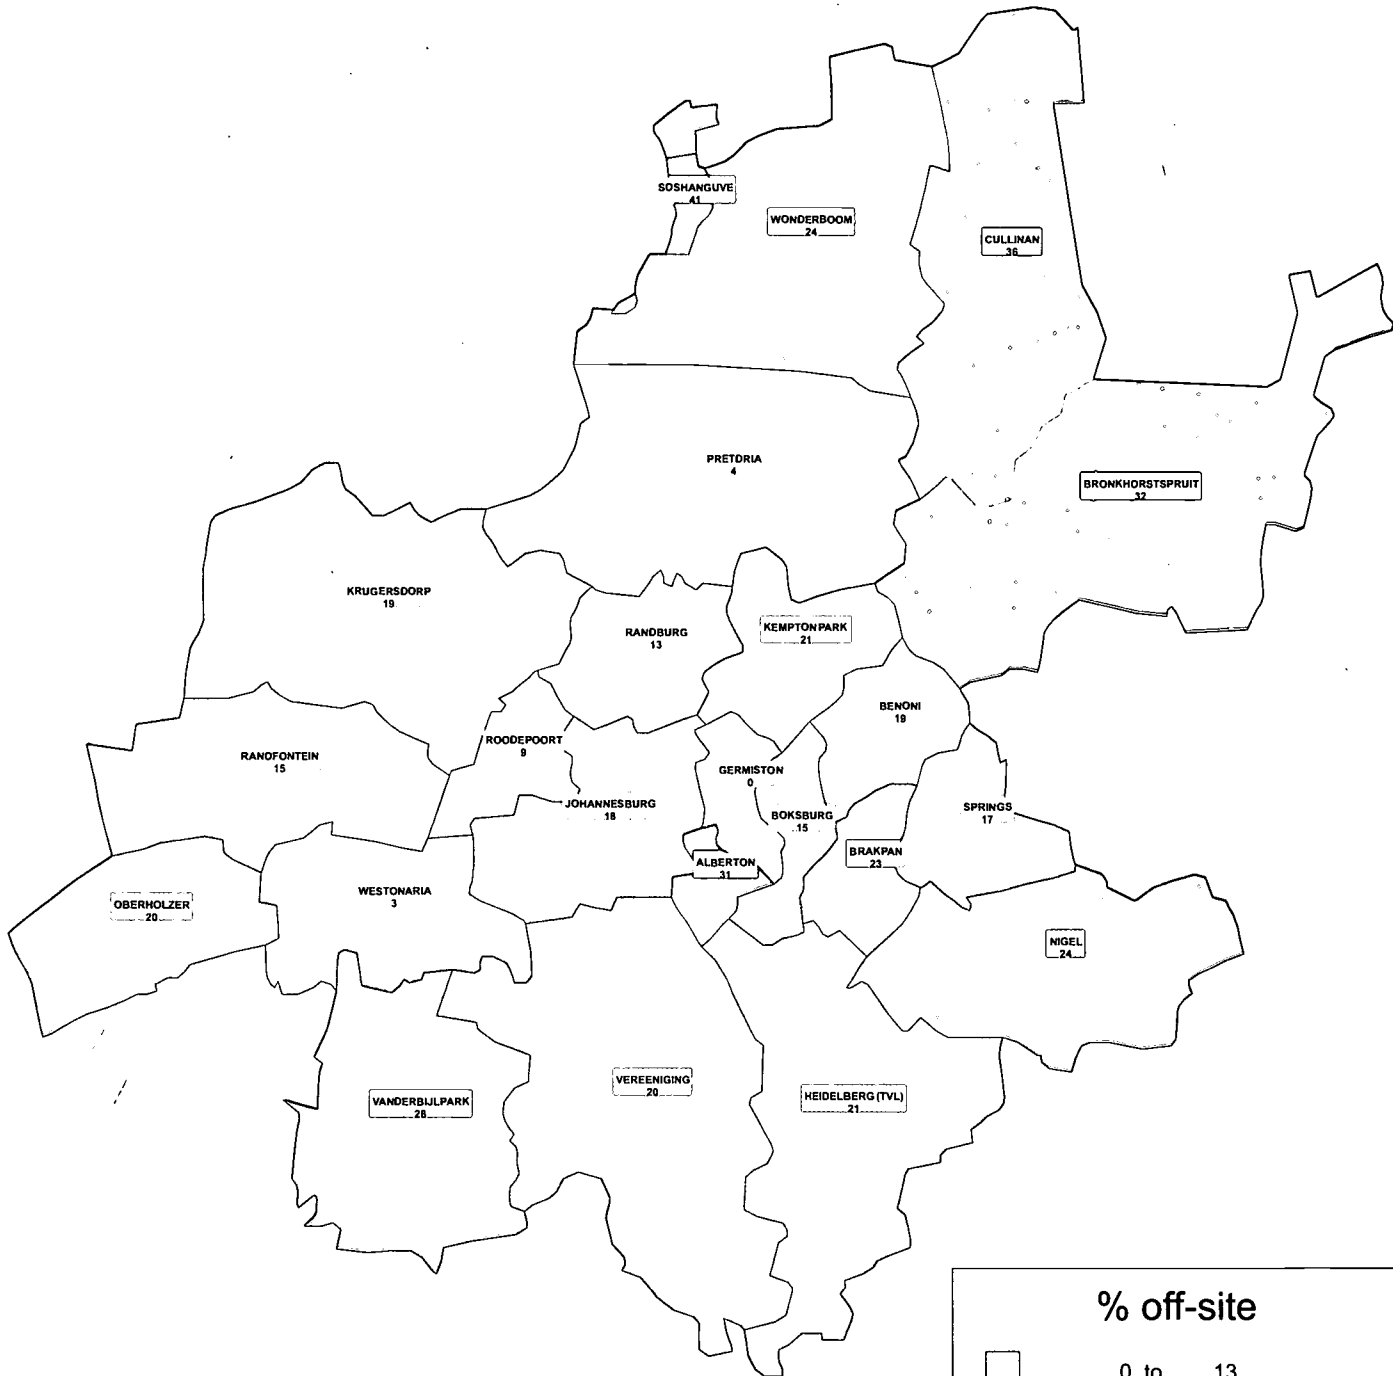 SOSHANGUVE
41
WONDERBOOM
24
CULLINAN
36
PRETORIA
4
BRONKHORSTSPRUIT
32
KRUGERSDORP
19
RANDBURG
13
KEMPTON PARK
21
BENONI
19
ROODEPOORT
9
RANDFONTEIN
15
GERMISTON
0
JOHANNESBURG
18
BOKSBURG
15
SPRINGS
17
BRAKPAN
23
ALBERTON
31
WESTONARIA
3
OBERHOLZER
20
NIGEL
24
VEREENIGING
20
HEIDELBERG (TVL)
21
VANDERBIJLPARK
28
% off-site
0 to 13